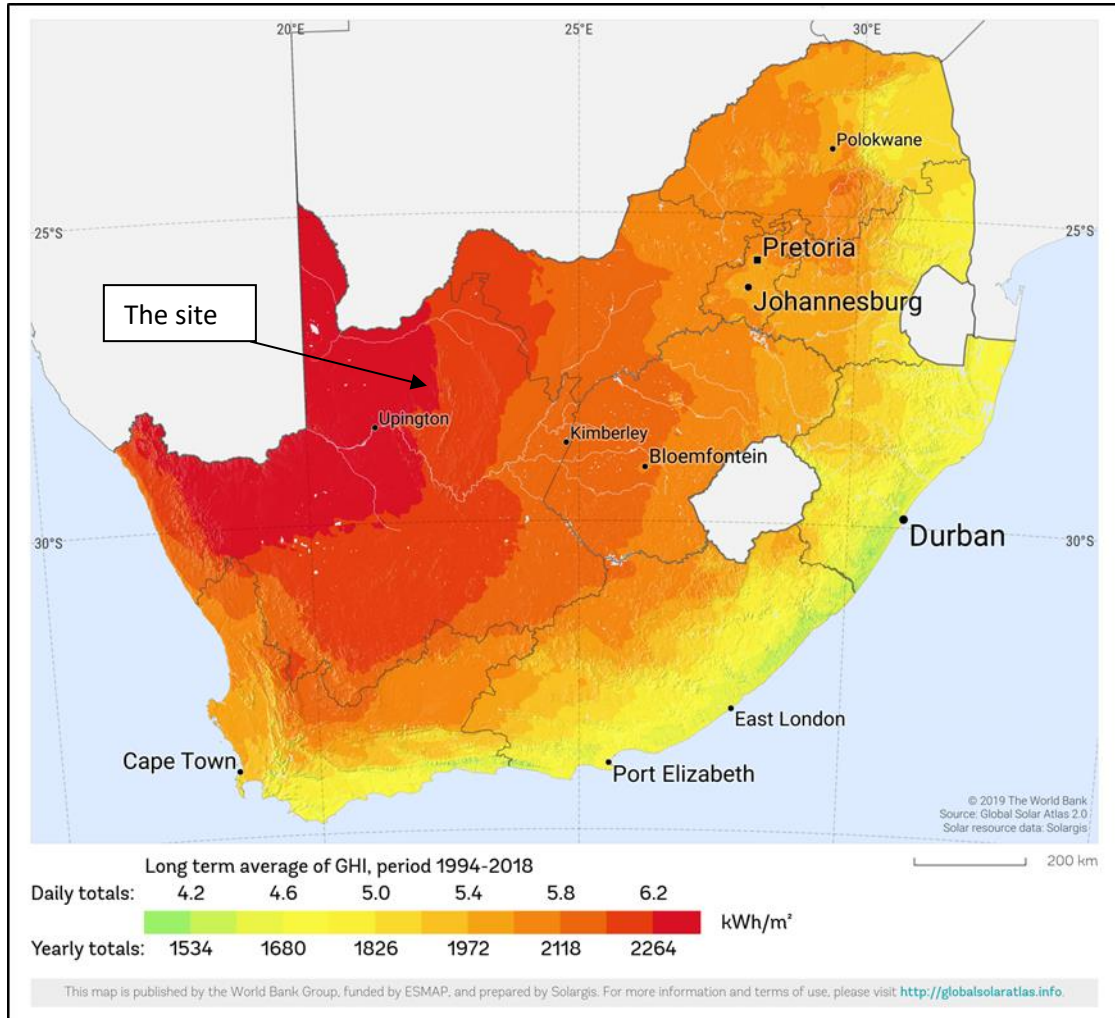 20°E 25°E 30°E
Polokwane
25°S 25°S
Pretoria
Johannesburg
The site
Upington
Kimberley
Bloemfontein
Durban
30°S 30°S
East London
Cape Town
Port Elizabeth
© 2019 The World Bank
Source: Global Solar Atlas 2.0
Solar resource data: Solargis
Long term average of GHI, period 1994-2018
200 km
Daily totals: 4.2 4.6 5.0 5.4 5.8 6.2
kWh/m²
Yearly totals: 1534 1680 1826 1972 2118 2264
This map is published by the World Bank Group, funded by ESMAP, and prepared by Solargis. For more information and terms of use, please visit http://globalsolaratlas.info.